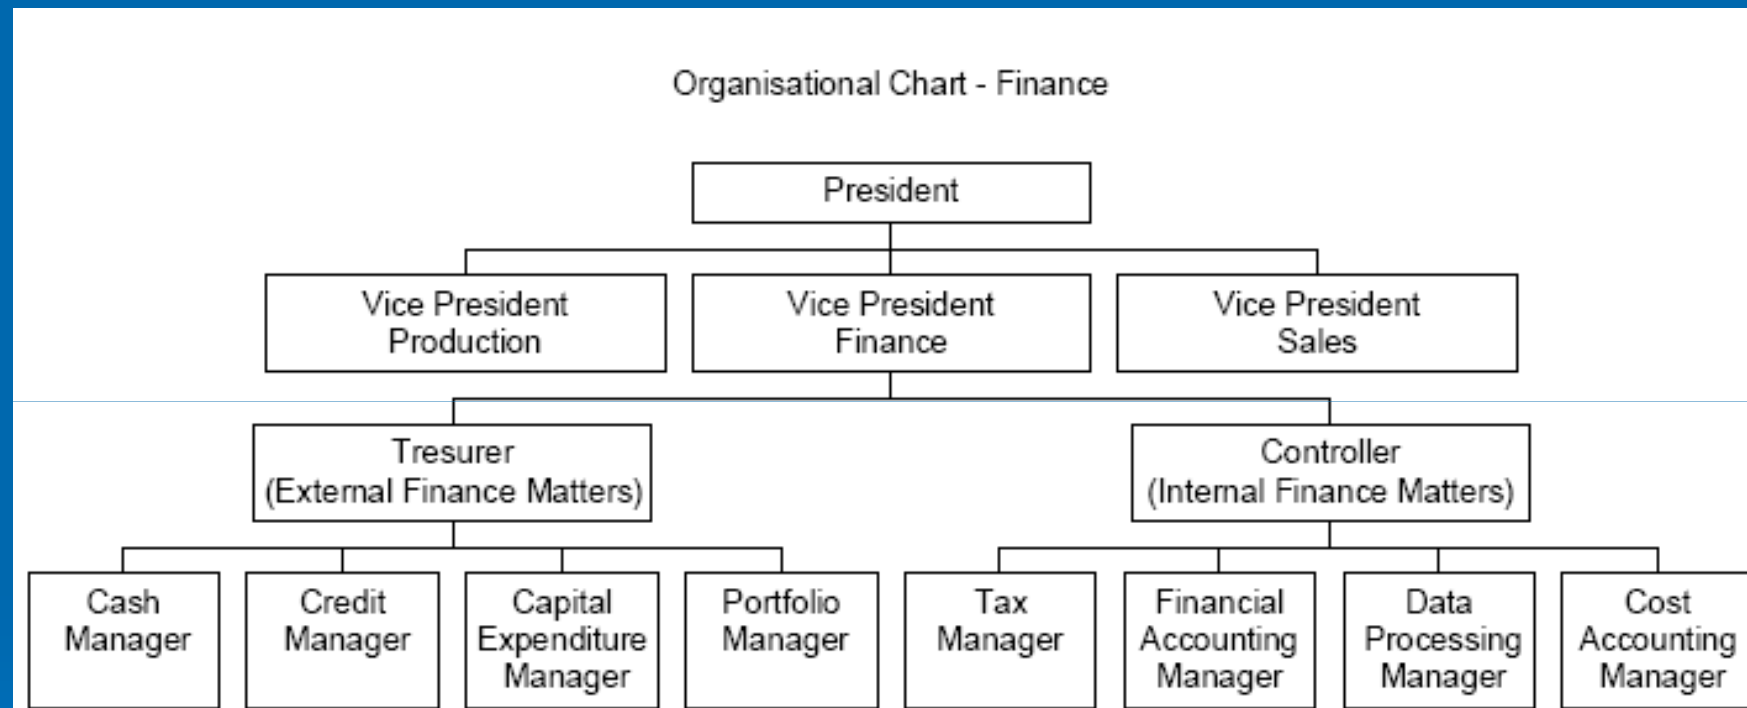 Organisational Chart - Finance
President
Vice President
Production
Vice President
Finance
Vice President
Sales
Tresurer
(External Finance Matters)
Controller
(Internal Finance Matters)
Cash
Manager
Credit
Manager
Capital
Expenditure
Manager
Portfolio
Manager
Tax
Manager
Financial
Accounting
Manager
Data
Processing
Manager
Cost
Accounting
Manager